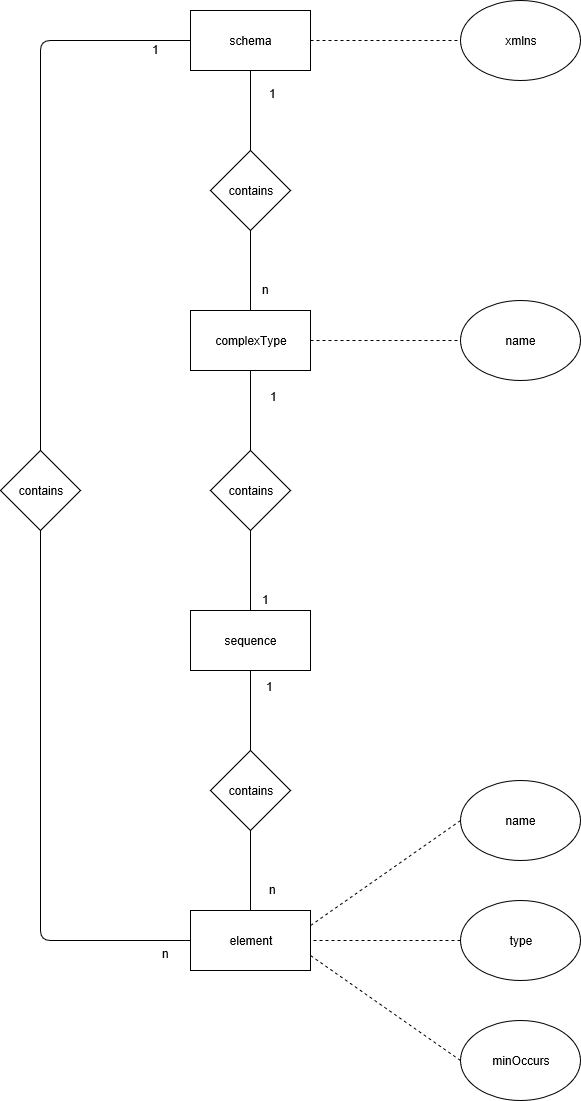 schema
xmlns
1
1
contains
n
complexType
name
1
contains
contains
1
sequence
1
contains
name
n
element
type
n
minOccurs